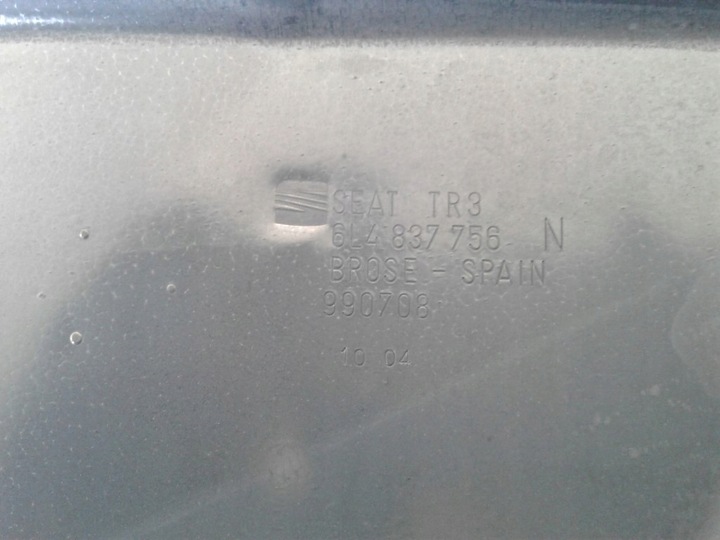 SEAT TR3
6L4 837 756 N
BROSE - SPAIN
990708
10 04